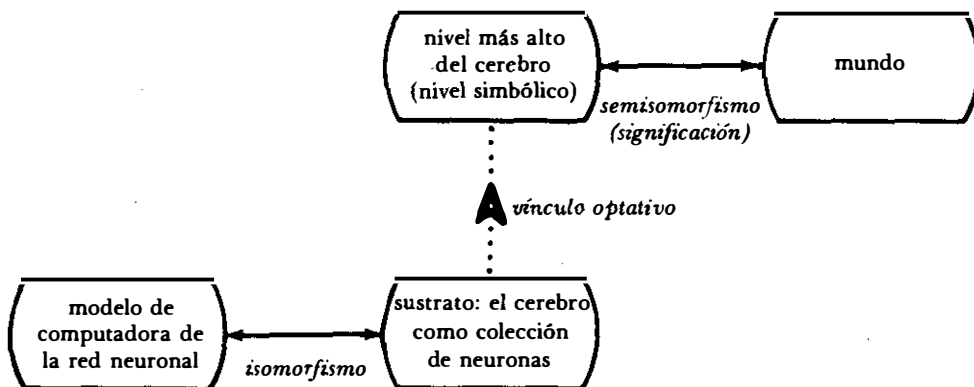 nivel más alto
del cerebro
(nivel simbólico)
mundo
semisomorfismo
(significación)
vínculo optativo
modelo de
computadora de
la red neuronal
isomorfismo
sustrato: el cerebro
como colección
de neuronas